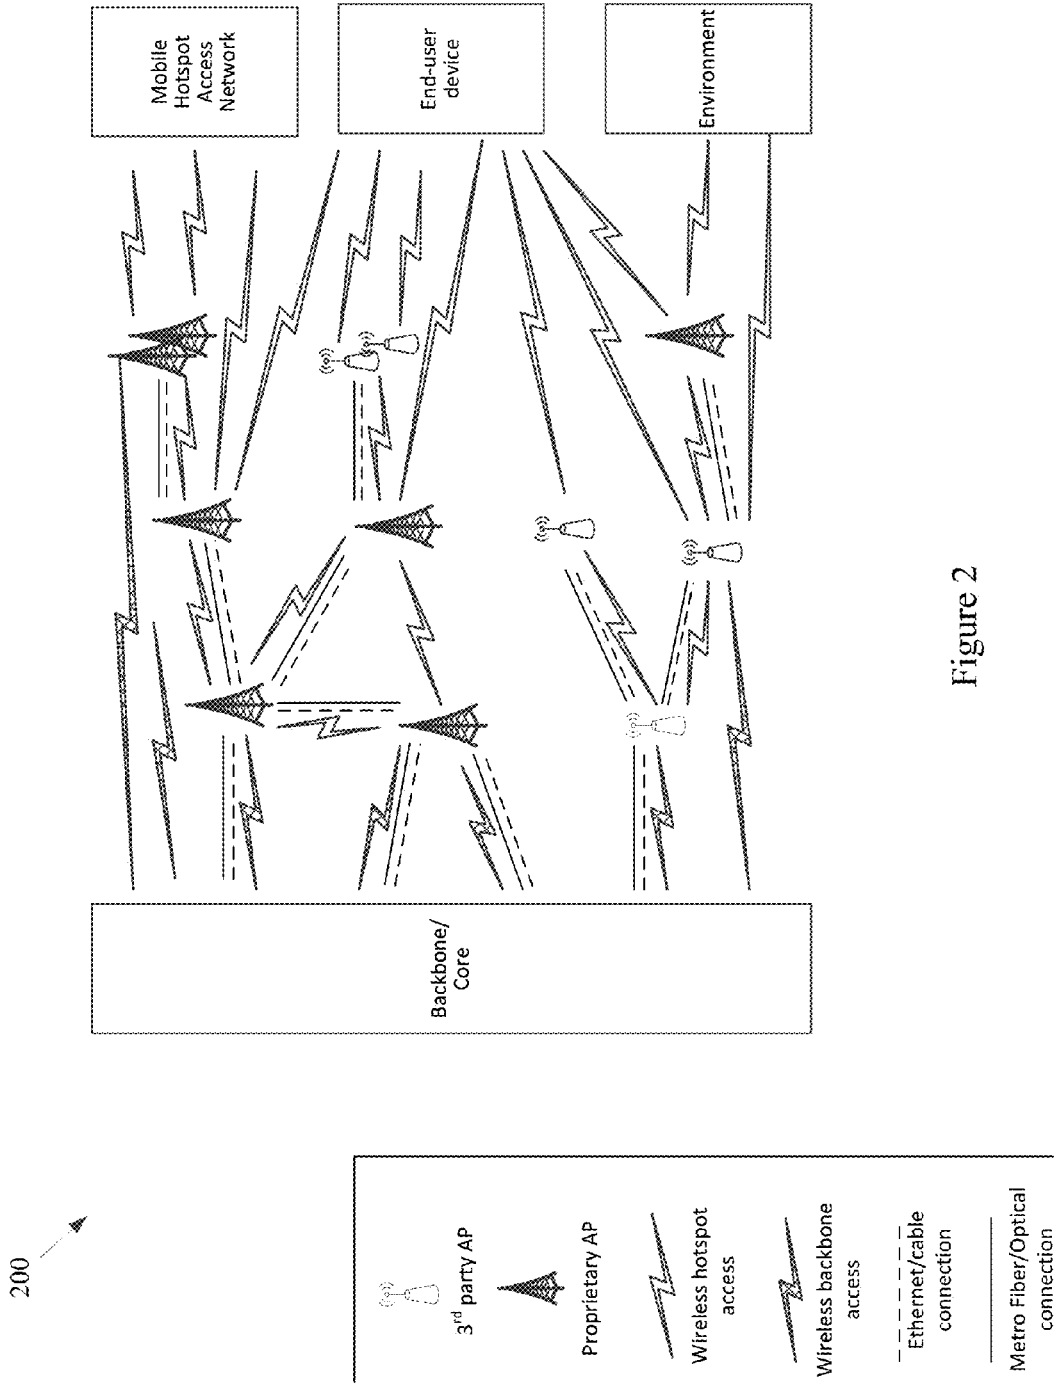 Mobile
Hotspot
Access
Network
End-user
device
Environment
Backbone/
Core
200
3rd party AP
Proprietary AP
Wireless hotspot
access
Wireless backbone
access
Ethernet/cable
connection
Metro Fiber/Optical
connection
Figure 2